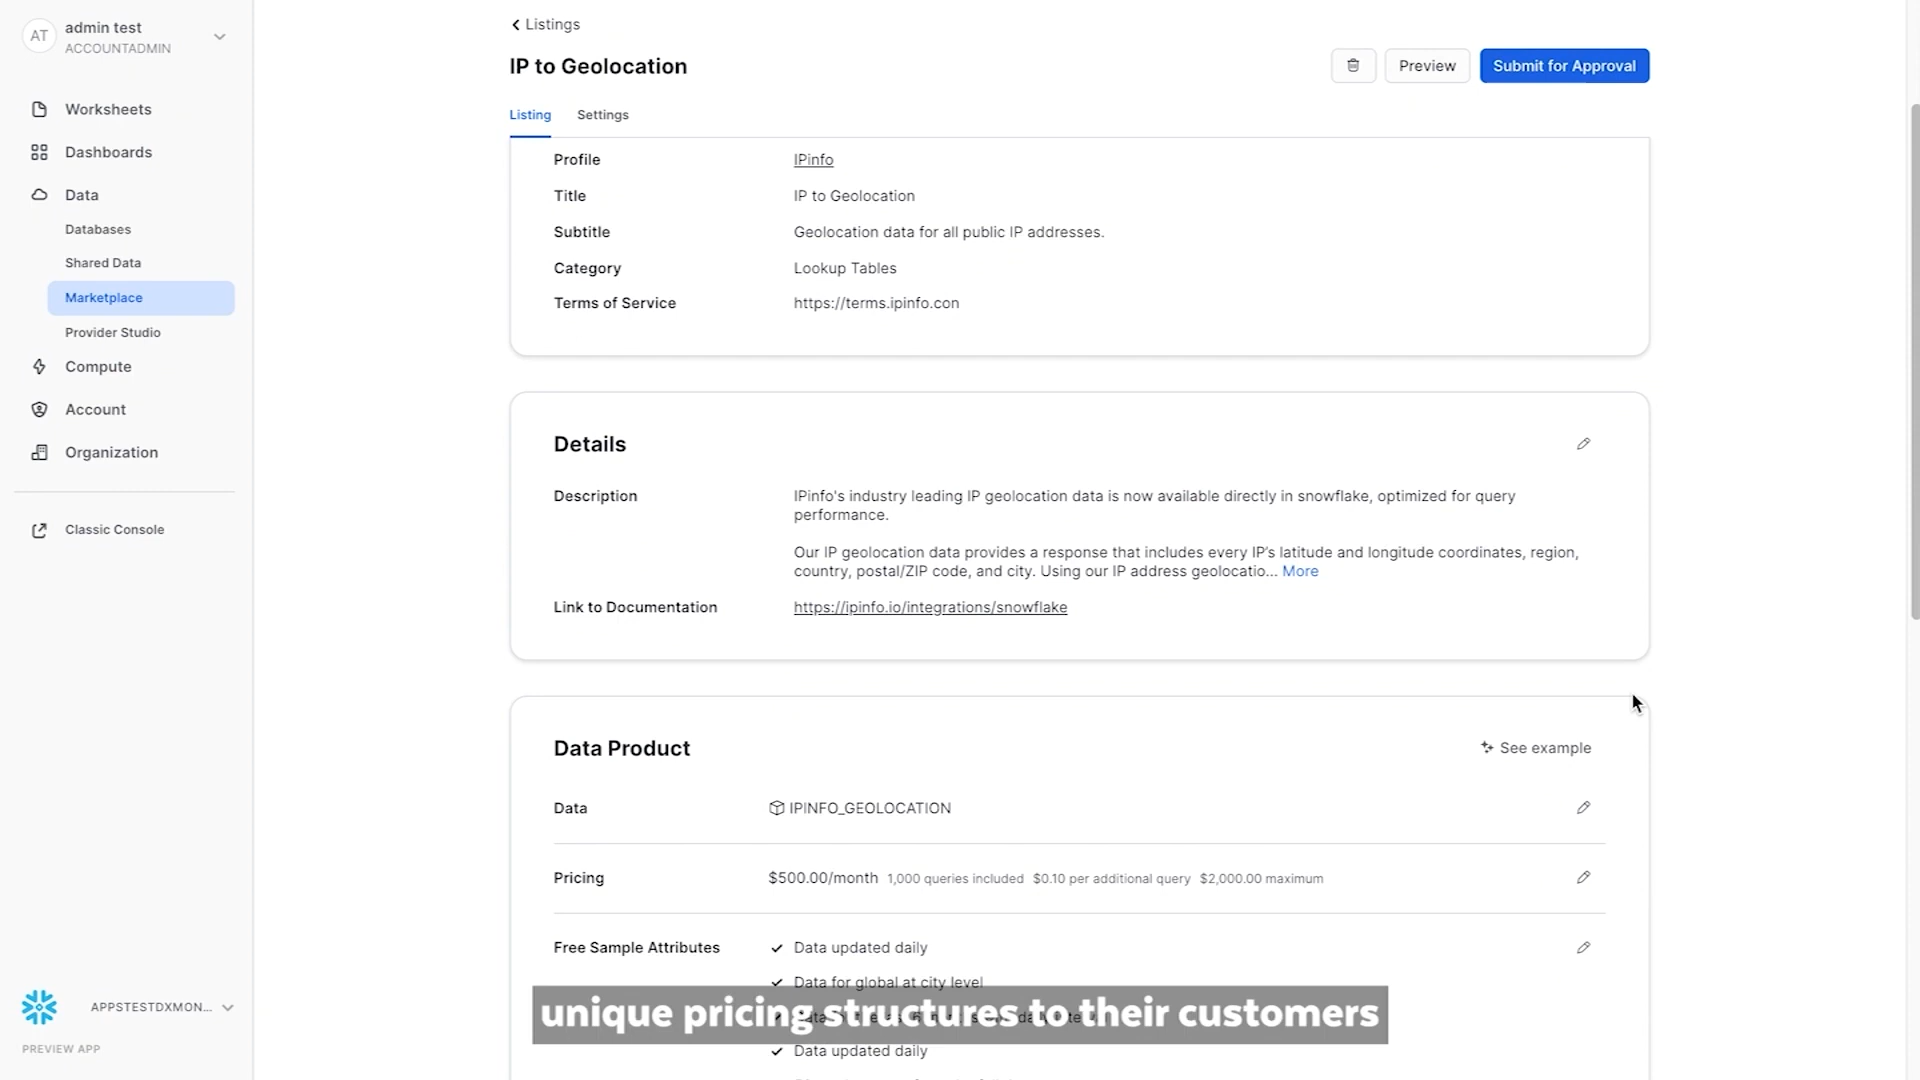 AT
admin test
ACCOUNTADMIN
Worksheets
Dashboards
Data
Databases
Shared Data
Marketplace
Provider Studio
Compute
Account
Organization
Classic Console
APPSTESTDXMON...
PREVIEW APP
Listings
IP to Geolocation
Preview
Submit for Approval
Listing
Settings
Profile
IPinfo
Title
IP to Geolocation
Subtitle
Geolocation data for all public IP addresses.
Category
Lookup Tables
Terms of Service
https://terms.ipinfo.con
Details
Description
IPinfo's industry leading IP geolocation data is now available directly in snowflake, optimized for query
performance.
Our IP geolocation data provides a response that includes every IP's latitude and longitude coordinates, region,
country, postal/ZIP code, and city. Using our IP address geolocatio... More
Link to Documentation
https://ipinfo.io/integrations/snowflake
Data Product
See example
Data
IPINFO_GEOLOCATION
Pricing
$500.00/month 1,000 queries included $0.10 per additional query $2,000.00 maximum
Free Sample Attributes
Data updated daily
Data for global at city level
unique pricing structures to their customers
Data updated daily